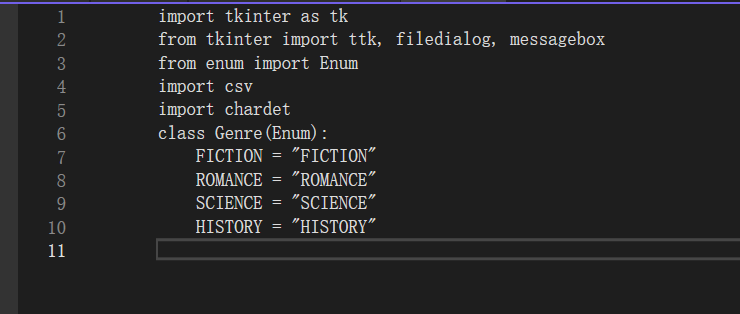 1 import tkinter as tk
2 from tkinter import ttk, filedialog, messagebox
3 from enum import Enum
4 import csv
5 import chardet
6 class Genre(Enum):
7     FICTION = "FICTION"
8     ROMANCE = "ROMANCE"
9     SCIENCE = "SCIENCE"
10     HISTORY = "HISTORY"
11